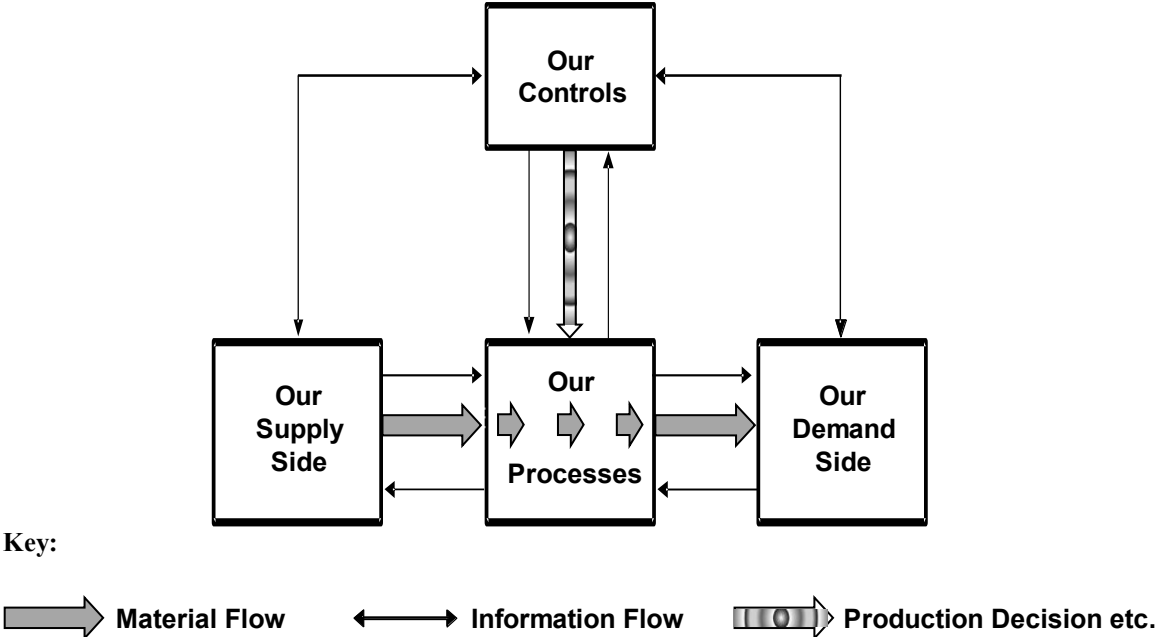 Our
Controls
Our
Supply
Side
Our
Processes
Our
Demand
Side
Key:
Material Flow
Information Flow
Production Decision etc.